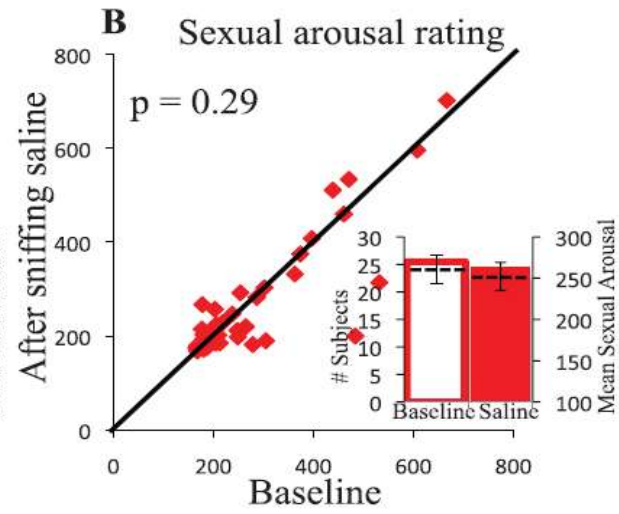 B
Sexual arousal rating
p = 0.29
After sniffing saline
800
600
400
200
0
0 200 400 600 800
Baseline
# Subjects
30
25
20
15
10
5
0
Baseline Saline
300
250
200
150
100
Mean Sexual Arousal